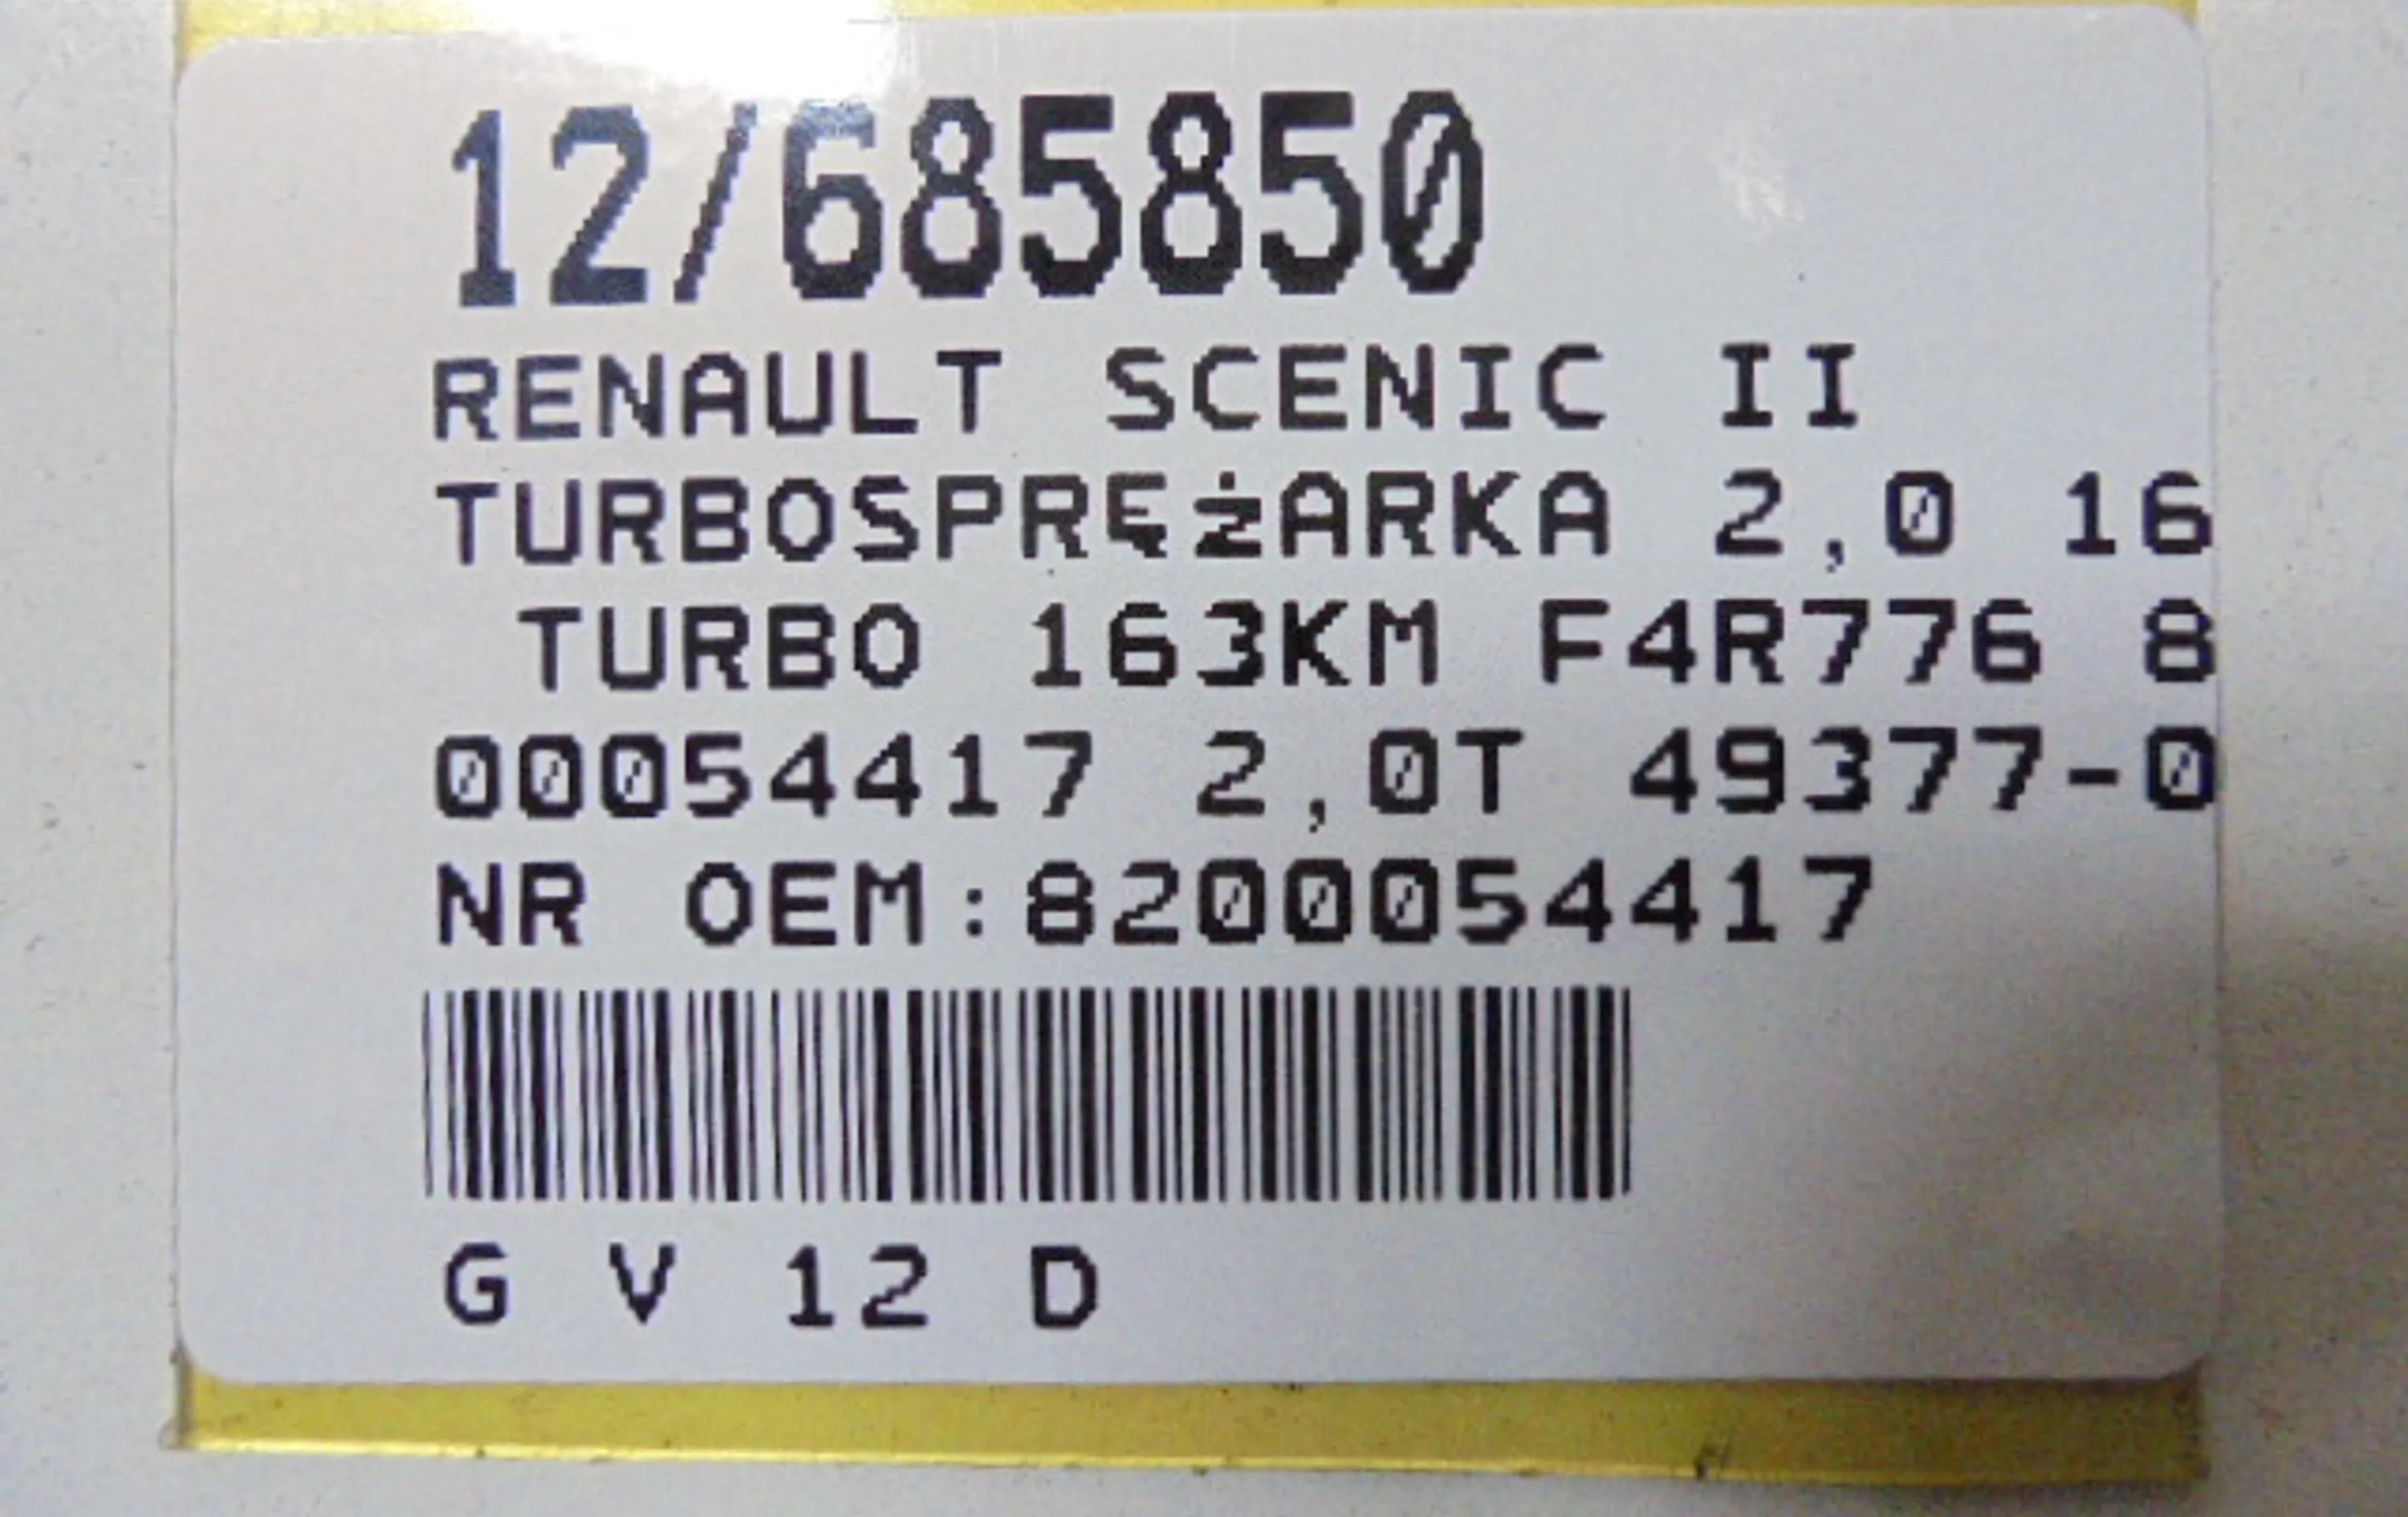 12/685850
RENAULT SCENIC II
TURBOSPRĘżARKA 2,0 16
TURBO 163KM F4R776 8
00054417 2,0T 49377-0
NR OEM:8200054417
G V 12 D